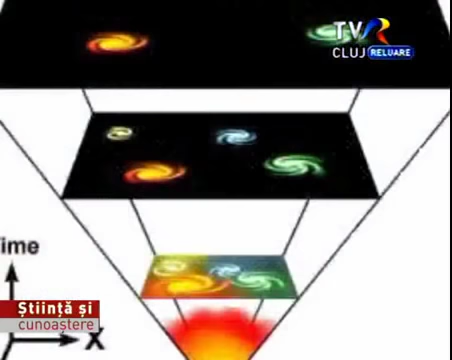 TVR
CLUJ RELUARE
ime
Știință și
cunoaștere
X